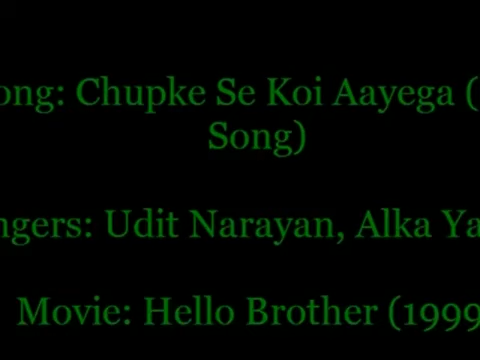 ong: Chupke Se Koi Aayega (
Song)
ngers: Udit Narayan, Alka Ya
Movie: Hello Brother (1999